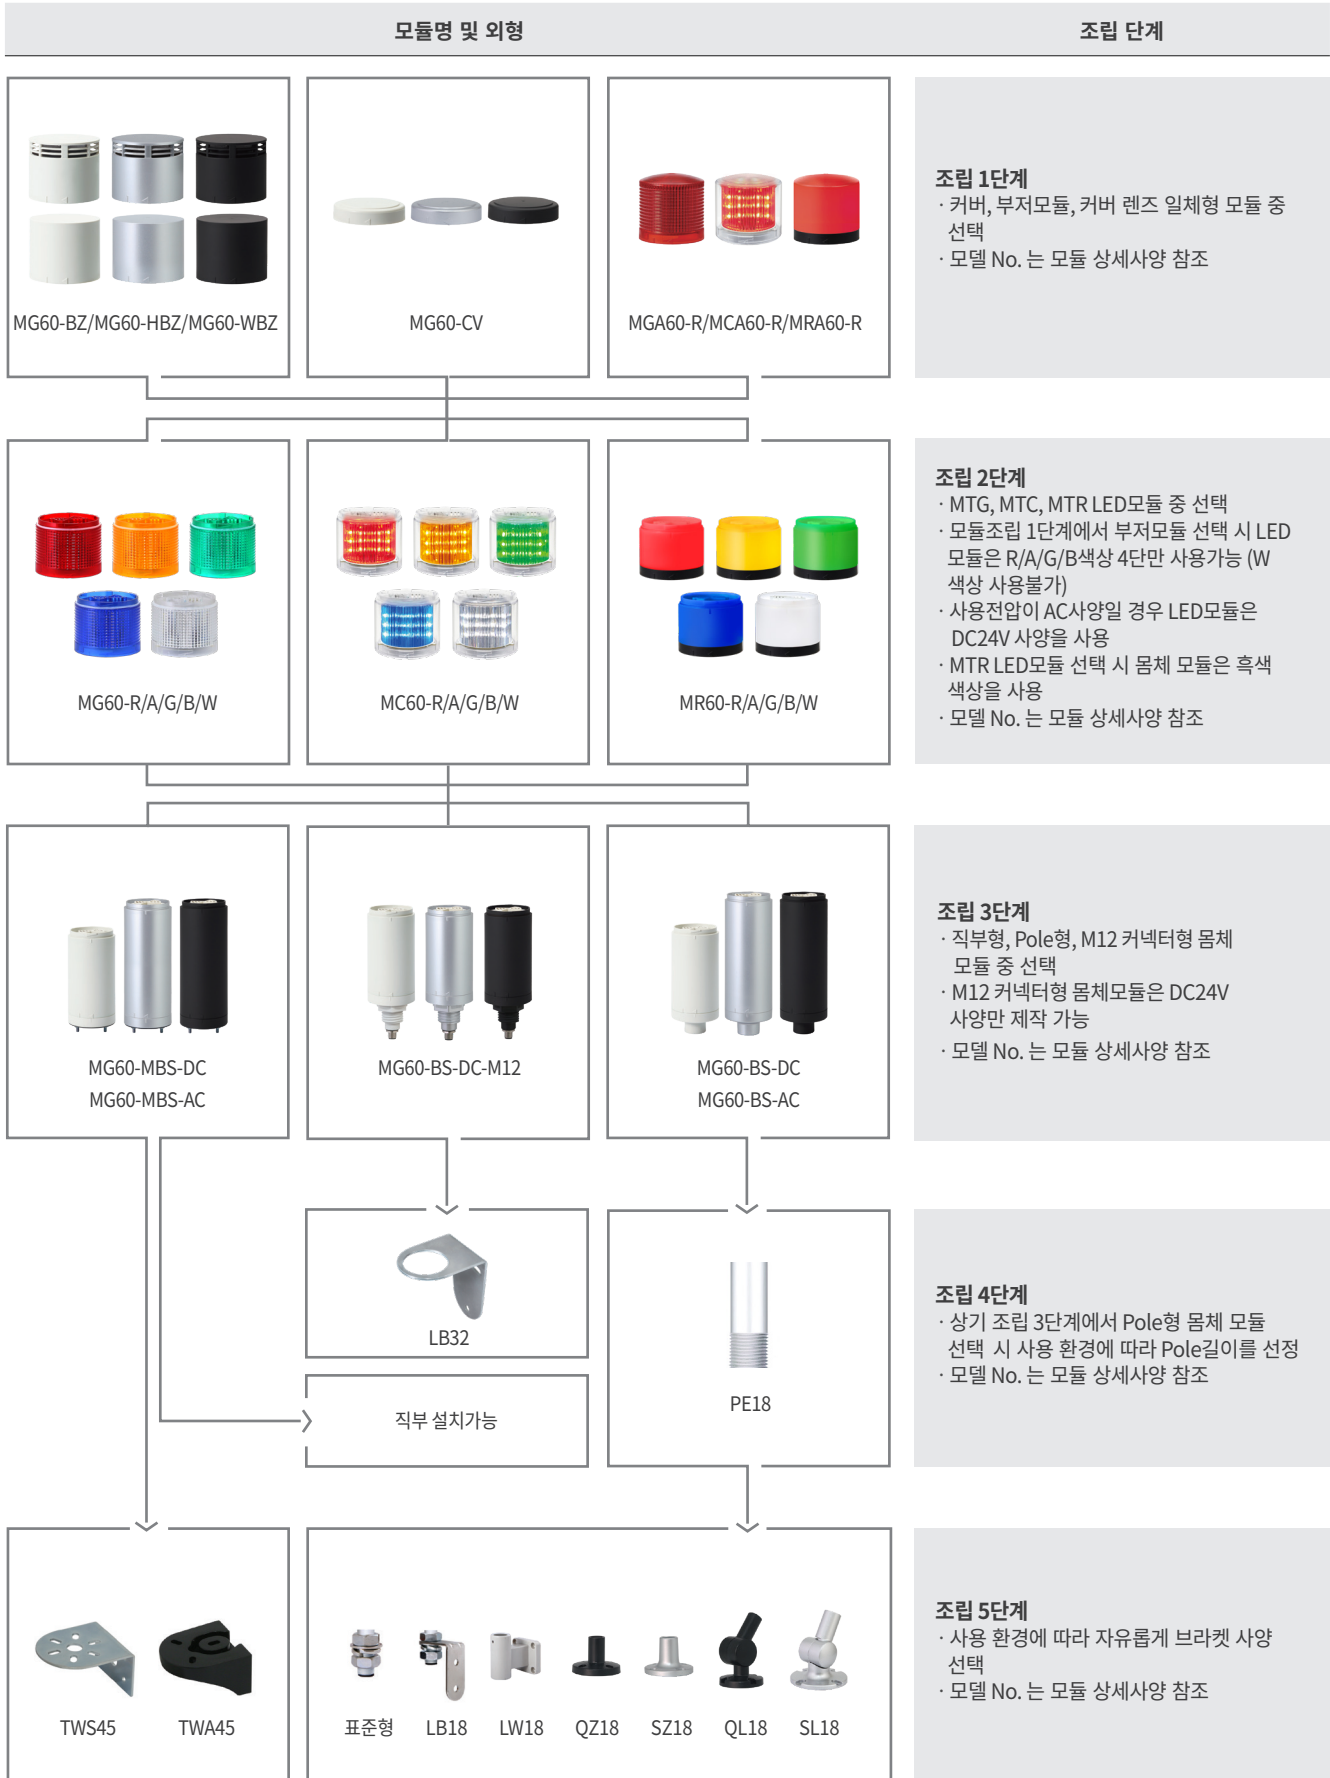 모듈명 및 외형
조립 단계
MG60-BZ/MG60-HBZ/MG60-WBZ
MG60-CV
MGA60-R/MCA60-R/MRA60-R
조립 1단계
· 커버, 부저모듈, 커버 렌즈 일체형 모듈 중
선택
· 모델 No. 는 모듈 상세사양 참조
MG60-R/A/G/B/W
MC60-R/A/G/B/W
MR60-R/A/G/B/W
조립 2단계
· MTG, MTC, MTR LED모듈 중 선택
· 모듈조립 1단계에서 부저모듈 선택 시 LED
모듈은 R/A/G/B색상 4단만 사용가능 (W
색상 사용불가)
· 사용전압이 AC사양일 경우 LED모듈은
DC24V 사양을 사용
· MTR LED모듈 선택 시 몸체 모듈은 흑색
색상을 사용
· 모델 No. 는 모듈 상세사양 참조
MG60-MBS-DC
MG60-MBS-AC
MG60-BS-DC-M12
MG60-BS-DC
MG60-BS-AC
조립 3단계
· 직부형, Pole형, M12 커넥터형 몸체
모듈 중 선택
· M12 커넥터형 몸체모듈은 DC24V
사양만 제작 가능
· 모델 No. 는 모듈 상세사양 참조
LB32
직부 설치가능
PE18
조립 4단계
· 상기 조립 3단계에서 Pole형 몸체 모듈
선택 시 사용 환경에 따라 Pole길이를 선정
· 모델 No. 는 모듈 상세사양 참조
TWS45
TWA45
표준형
LB18
LW18
QZ18
SZ18
QL18
SL18
조립 5단계
· 사용 환경에 따라 자유롭게 브라켓 사양
선택
· 모델 No. 는 모듈 상세사양 참조